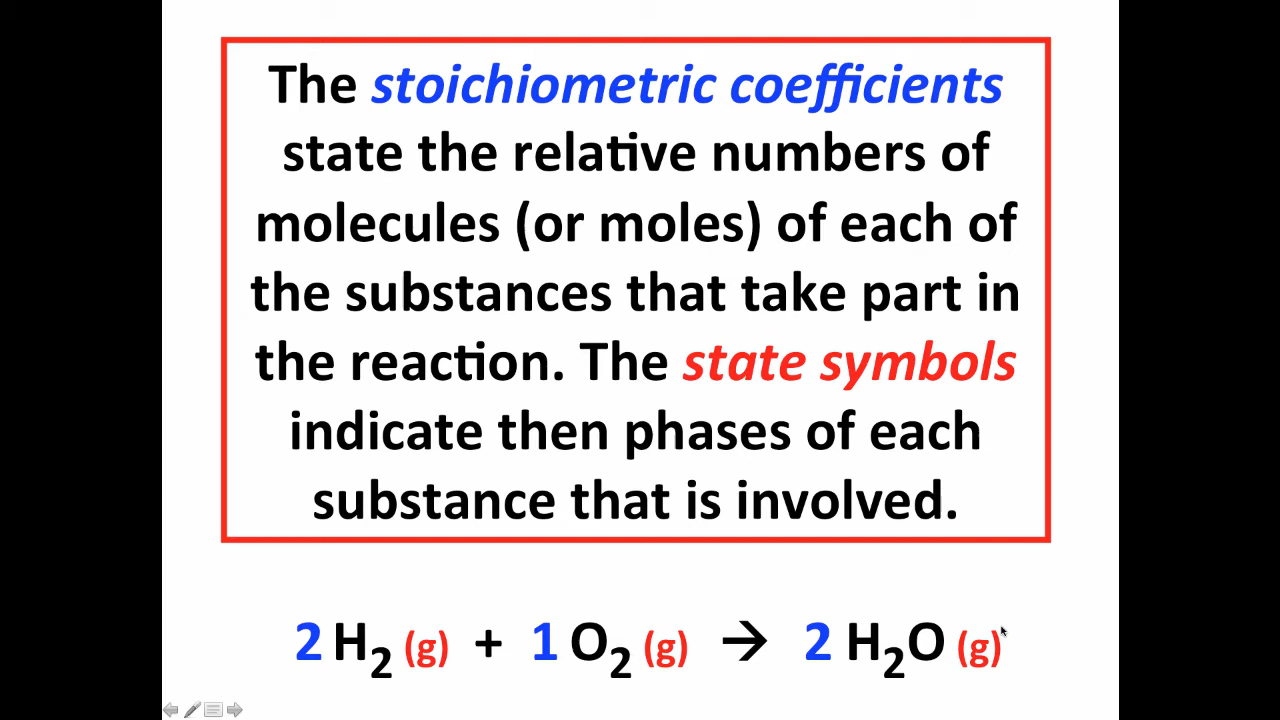 The stoichiometric coefficients
state the relative numbers of
molecules (or moles) of each of
the substances that take part in
the reaction. The state symbols
indicate then phases of each
substance that is involved.
2 H₂ (g) + 1 O₂ (g) → 2 H₂O (g)